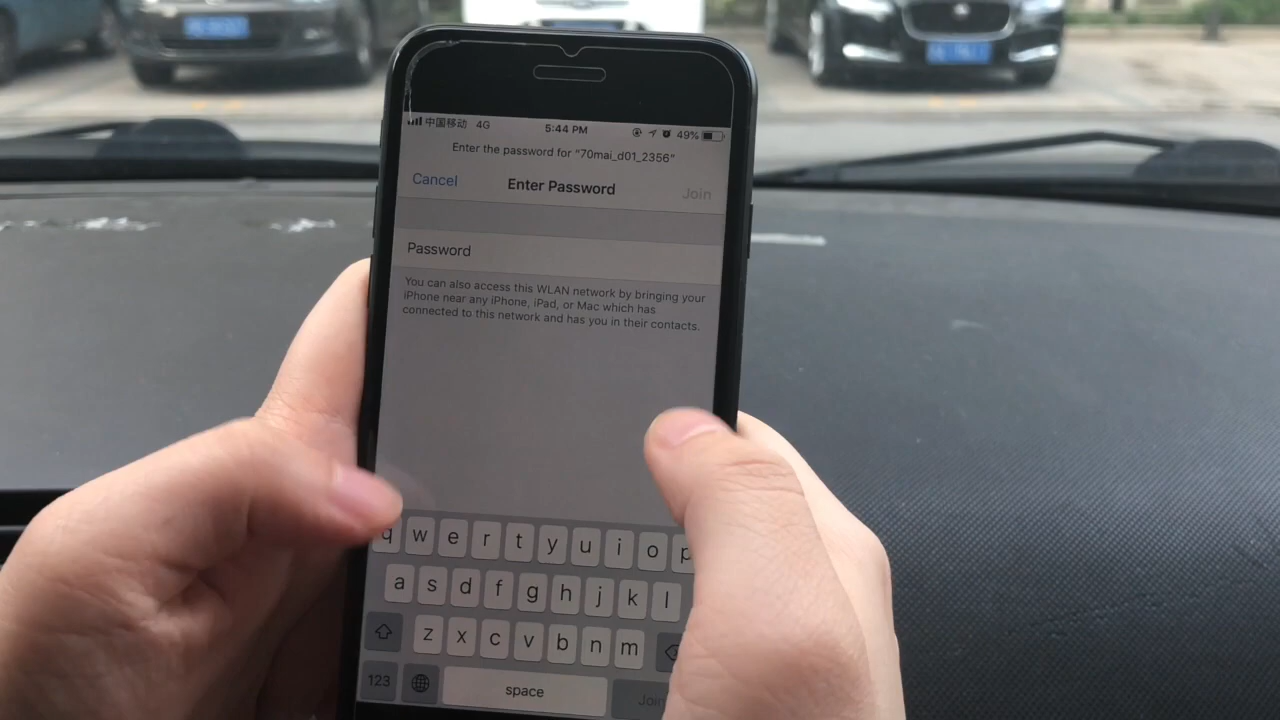 中国移动 4G 5:44 PM 49%
Enter the password for "70mai_d01_2356"
Cancel Enter Password Join
Password
You can also access this WLAN network by bringing your
iPhone near any iPhone, iPad, or Mac which has
connected to this network and has you in their contacts.
q w e r t y u i o p
a s d f g h j k l
z x c v b n m
123 space Join